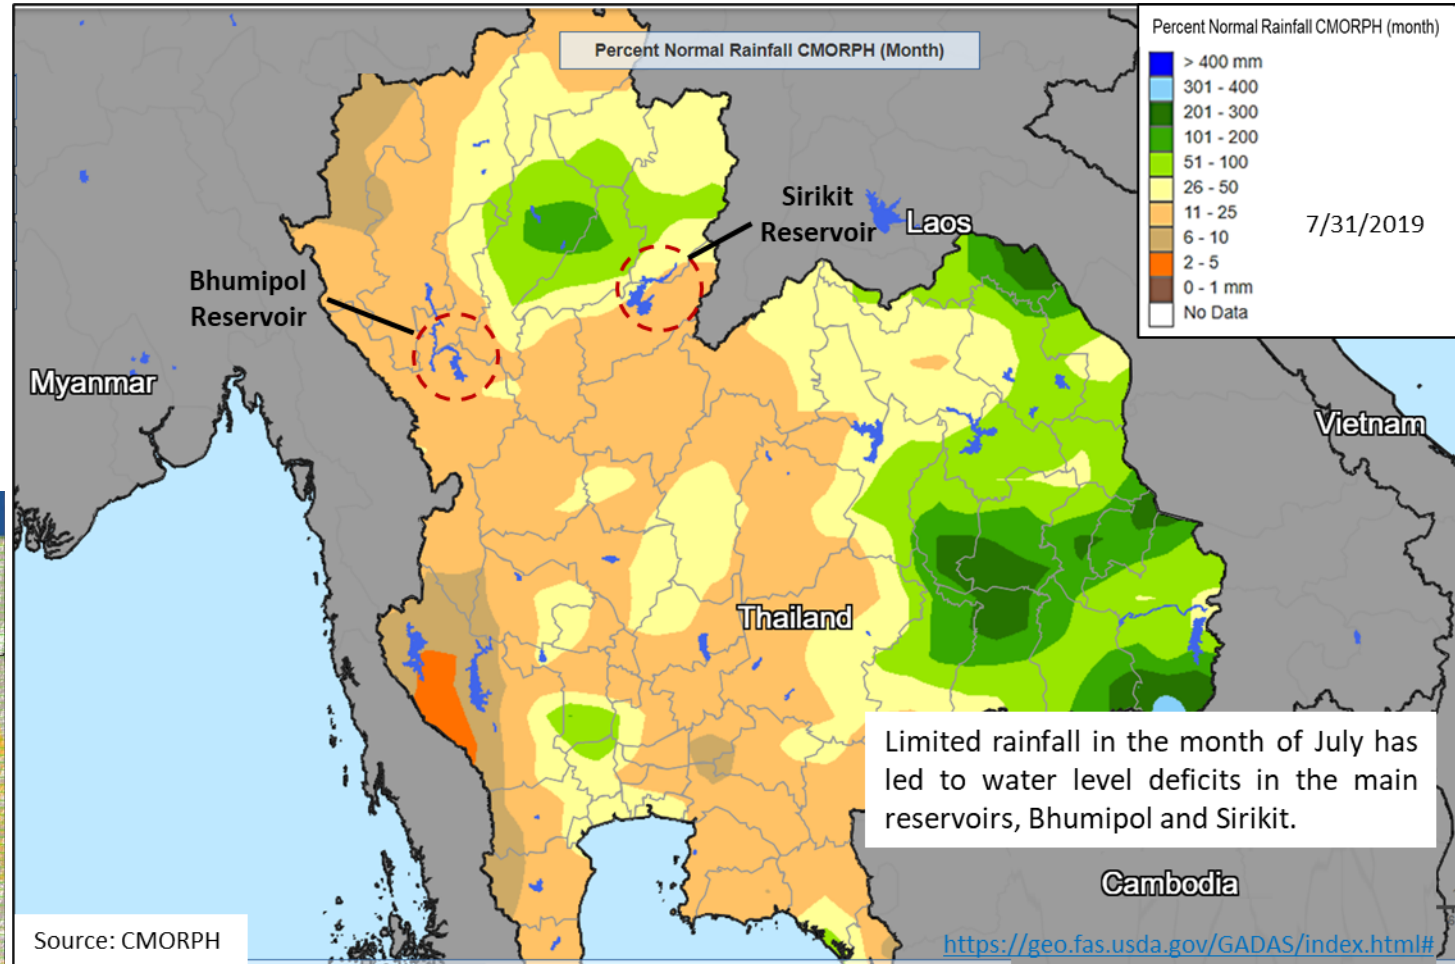 Percent Normal Rainfall CMORPH (Month)
Percent Normal Rainfall CMORPH (month)
> 400 mm
301 - 400
201 - 300
101 - 200
51 - 100
26 - 50
11 - 25
6 - 10
2 - 5
0 - 1 mm
No Data
7/31/2019
Sirikit
Reservoir
Laos
Bhumipol
Reservoir
Myanmar
Vietnam
Thailand
Limited rainfall in the month of July has
led to water level deficits in the main
reservoirs, Bhumipol and Sirikit.
Cambodia
Source: CMORPH
https://geo.fas.usda.gov/GADAS/index.html#